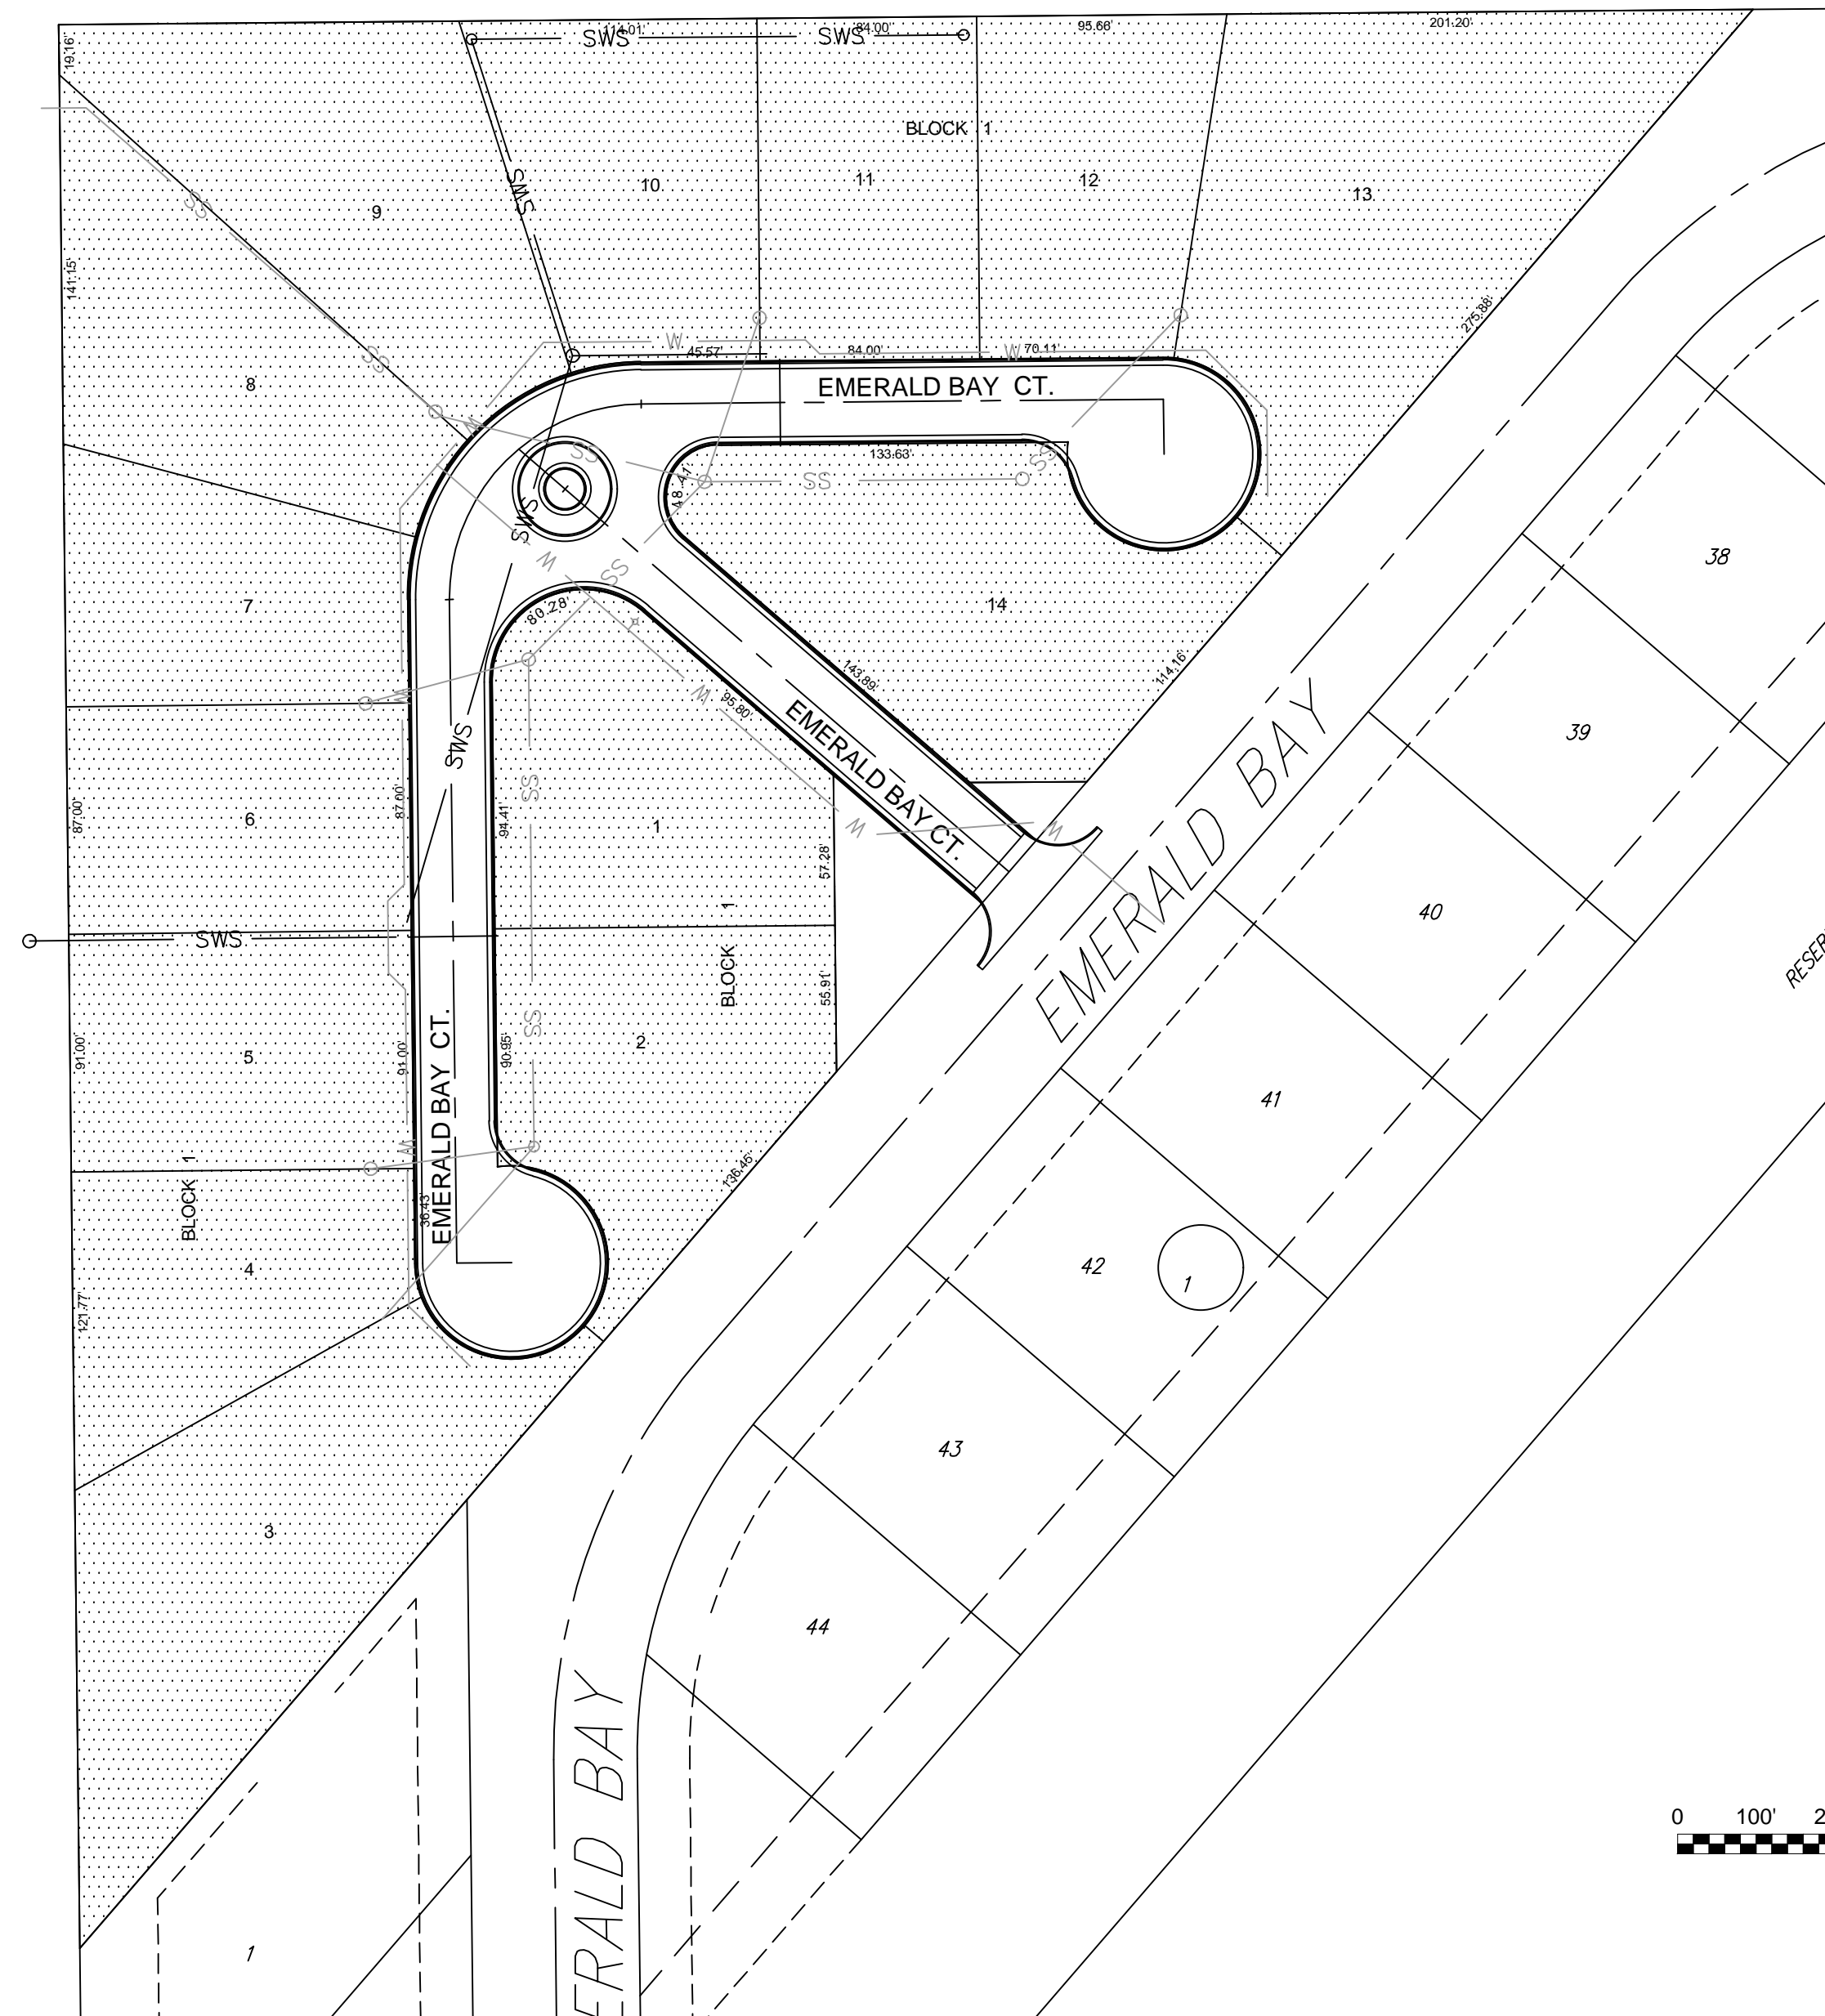 114.01'
84.00'
95.66'
201.20'
19.16'
SWS
SWS
BLOCK 1
SS
SWS
9
10
11
12
13
141.15'
275.88'
SS
W
45.57'
84.00'
W
70.11'
8
EMERALD BAY CT.
W
SS
48.41'
133.63'
SS
SS
SWS
W
SS
38
7
80.28'
14
143.89'
114.16'
W
W
95.80'
SWS
EMERALD BAY CT.
EMERALD BAY
39
87.00'
6
87.00'
94.41'
SS
1
57.28'
W
W
SWS
BLOCK 1
40
RESER
91.00'
5
91.00'
EMERALD BAY CT.
90.95'
SS
2
55.91'
41
BLOCK 1
W
36.43'
136.45'
4
121.77'
42
1
43
3
44
ERALD BAY
0 100' 2
1